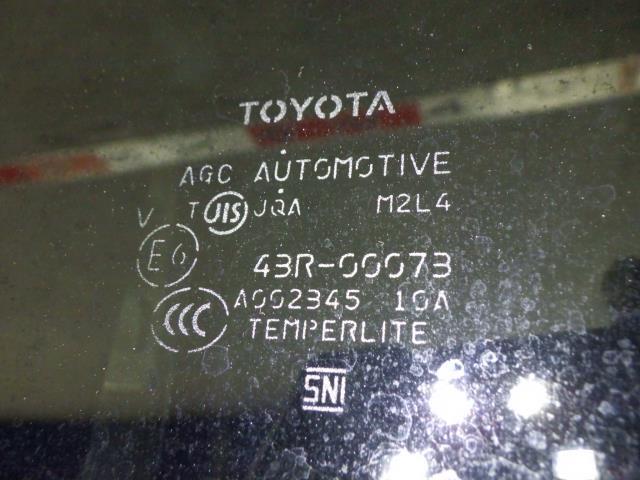 TOYOTA
AGC AUTOMOTIVE
T JIS JQA M2L4
V
E6 43R-00073
CCC A002345 10A
TEMPERLITE
SNI